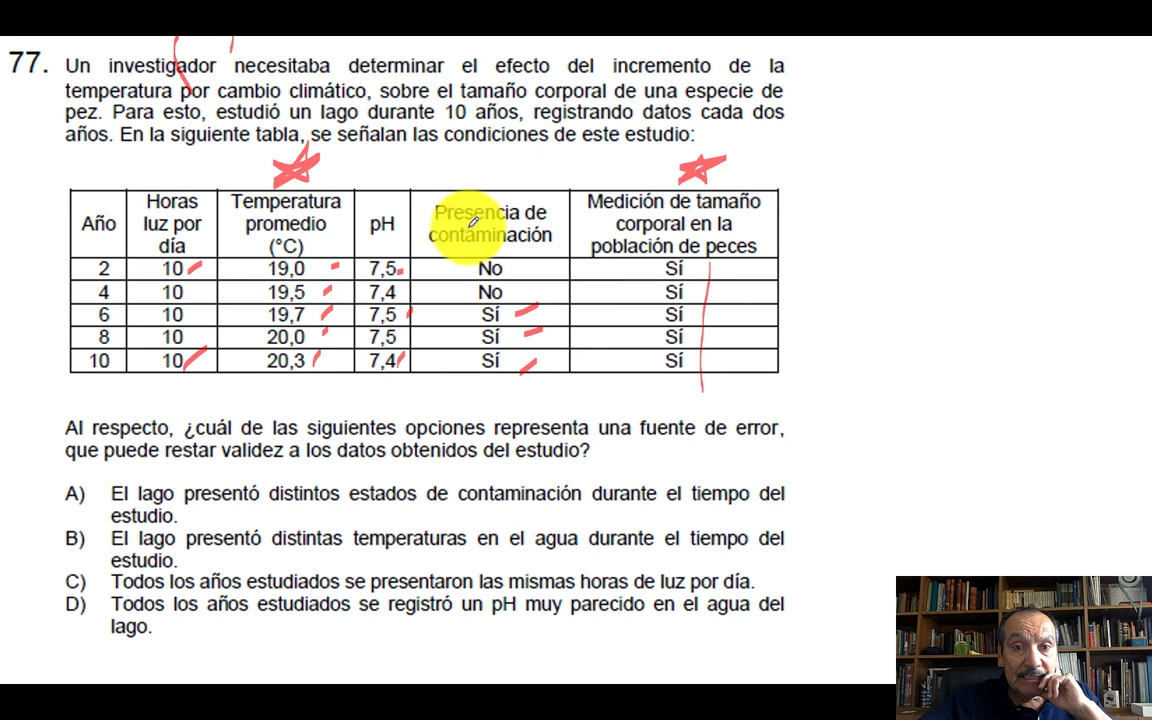 77. Un investigador necesitaba determinar el efecto del incremento de la
temperatura por cambio climático, sobre el tamaño corporal de una especie de
pez. Para esto, estudió un lago durante 10 años, registrando datos cada dos
años. En la siguiente tabla, se señalan las condiciones de este estudio:
Año | Horas luz por día | Temperatura promedio (°C) | pH | Presencia de contaminación | Medición de tamaño corporal en la población de peces
2 | 10 | 19,0 | 7,5 | No | Sí
4 | 10 | 19,5 | 7,4 | No | Sí
6 | 10 | 19,7 | 7,5 | Sí | Sí
8 | 10 | 20,0 | 7,5 | Sí | Sí
10 | 10 | 20,3 | 7,4 | Sí | Sí
Al respecto, ¿cuál de las siguientes opciones representa una fuente de error,
que puede restar validez a los datos obtenidos del estudio?
A) El lago presentó distintos estados de contaminación durante el tiempo del
estudio.
B) El lago presentó distintas temperaturas en el agua durante el tiempo del
estudio.
C) Todos los años estudiados se presentaron las mismas horas de luz por día.
D) Todos los años estudiados se registró un pH muy parecido en el agua del
lago.